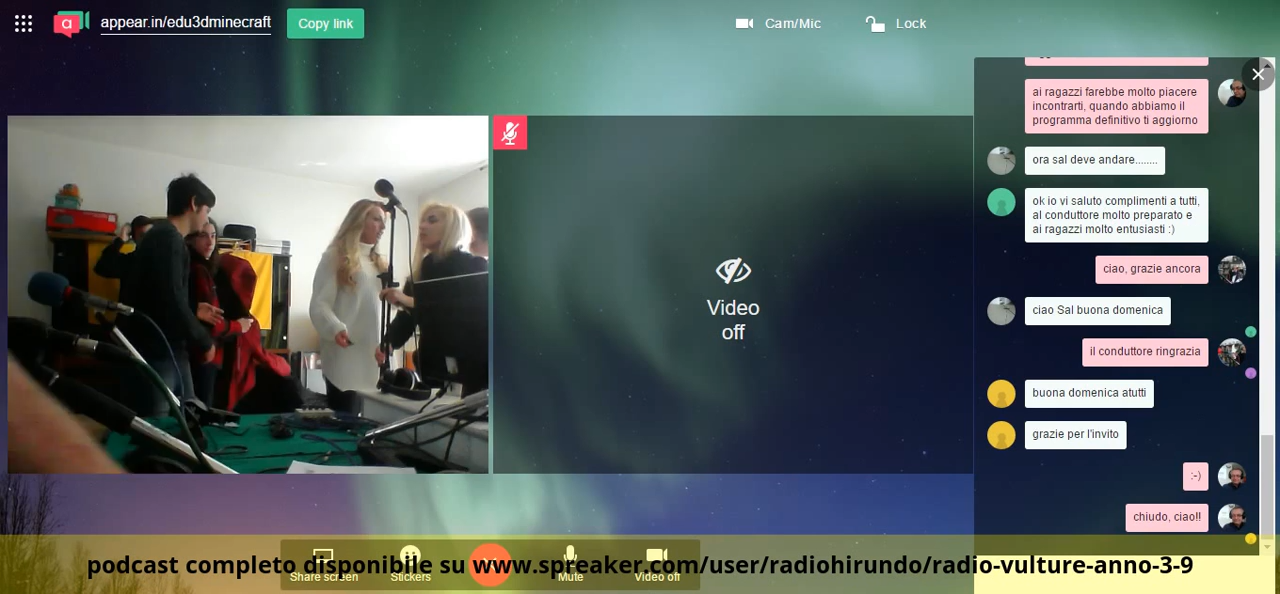 appear.in/edu3dminecraft
Copy link
Cam/Mic
Lock
a
Video
off
ai ragazzi farebbe molto piacere
incontrarti, quando abbiamo il
programma definitivo ti aggiorno
ora sal deve andare........
ok io vi saluto complimenti a tutti,
al conduttore molto preparato e
ai ragazzi molto entusiasti :)
ciao, grazie ancora
ciao Sal buona domenica
il conduttore ringrazia
buona domenica atutti
grazie per l'invito
:-)
chiudo, ciao!!
podcast completo disponibile su www.spreaker.com/user/radiohirundo/radio-vulture-anno-3-9
Share screen
Stickers
Mute
Video off